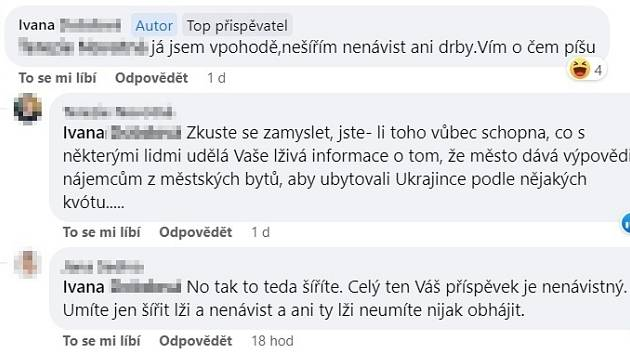 Ivana Autor Top přispěvatel
já jsem vpohodě,nešířím nenávist ani drby.Vím o čem píšu
To se mi líbí Odpovědět 1 d 4
Ivana Zkuste se zamyslet, jste- li toho vůbec schopna, co s
některými lidmi udělá Vaše lživá informace o tom, že město dává výpovědi
nájemcům z městských bytů, aby ubytovali Ukrajince podle nějakých
kvótu.....
To se mi líbí Odpovědět 1 d
Ivana No tak to teda šíříte. Celý ten Váš příspěvek je nenávistný.
Umíte jen šířit lži a nenávist a ani ty lži neumíte nijak obhájit.
To se mi líbí Odpovědět 18 hod